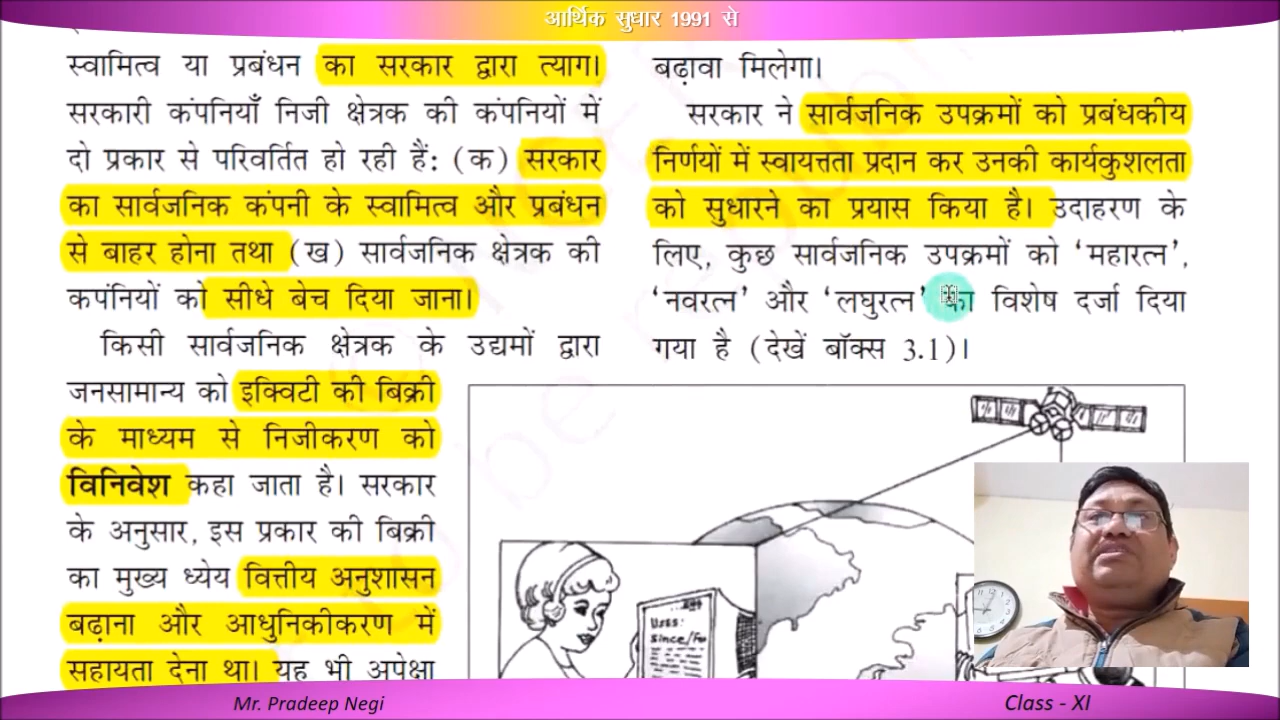 आर्थिक सुधार 1991 से
स्वामित्व या प्रबंधन का सरकार द्वारा त्याग।
सरकारी कंपनियाँ निजी क्षेत्रक की कंपनियों में
दो प्रकार से परिवर्तित हो रही हैं: (क) सरकार
का सार्वजनिक कंपनी के स्वामित्व और प्रबंधन
से बाहर होना तथा (ख) सार्वजनिक क्षेत्रक की
कपंनियों को सीधे बेच दिया जाना।
किसी सार्वजनिक क्षेत्रक के उद्यमों द्वारा
जनसामान्य को इक्विटी की बिक्री
के माध्यम से निजीकरण को
विनिवेश कहा जाता है। सरकार
के अनुसार, इस प्रकार की बिक्री
का मुख्य ध्येय वित्तीय अनुशासन
बढ़ाना और आधुनिकीकरण में
सहायता देना था। यह भी अपेक्षा
बढ़ावा मिलेगा।
सरकार ने सार्वजनिक उपक्रमों को प्रबंधकीय
निर्णयों में स्वायत्तता प्रदान कर उनकी कार्यकुशलता
को सुधारने का प्रयास किया है। उदाहरण के
लिए, कुछ सार्वजनिक उपक्रमों को ‘महारत्न’,
‘नवरत्न’ और ‘लघुरत्न’ का विशेष दर्जा दिया
गया है (देखें बॉक्स 3.1)।
Uses:
Since/
Mr. Pradeep Negi
Class - XI